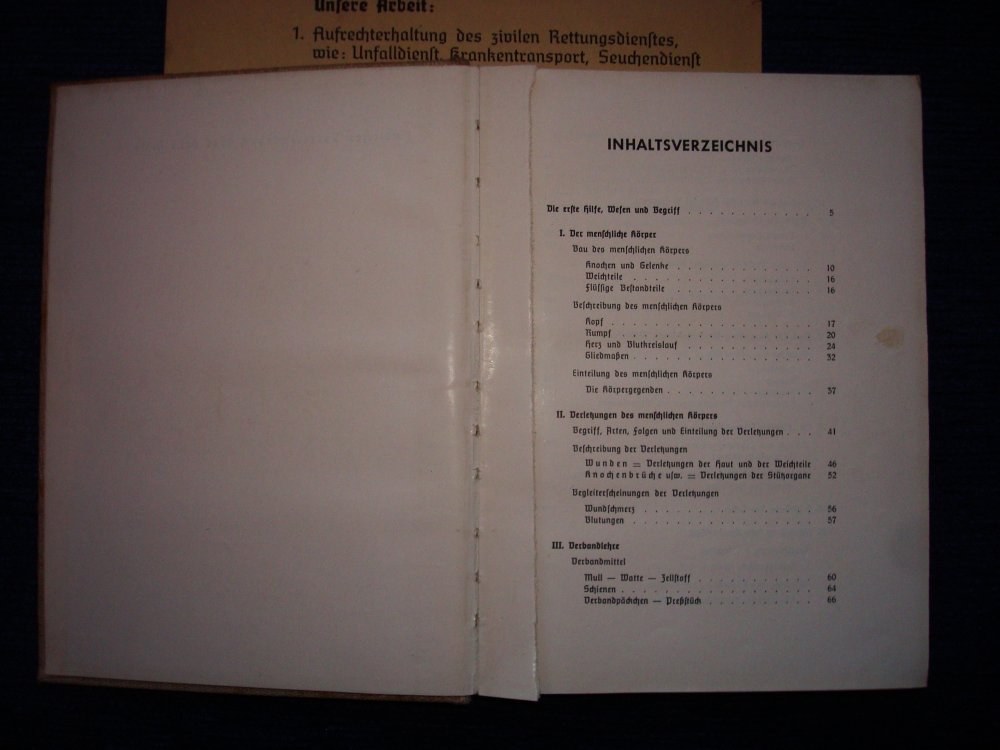 Unsere Arbeit:
1. Aufrechterhaltung des zivilen Rettungsdienstes,
wie: Unfalldienst, Krankentransport, Seuchendienst
INHALTSVERZEICHNIS
Die erste Hilfe, Wesen und Begriff . . . . . . . . . . . . 5
I. Der menschliche Körper
Bau des menschlichen Körpers
Knochen und Gelenke . . . . . . . . . . . . 10
Weichteile . . . . . . . . . . . . 16
Flüssige Bestandteile . . . . . . . . . . . . 16
Beschreibung des menschlichen Körpers
Kopf . . . . . . . . . . . . 17
Rumpf . . . . . . . . . . . . 20
Herz und Blutkreislauf . . . . . . . . . . . . 24
Gliedmaßen . . . . . . . . . . . . 32
Einteilung des menschlichen Körpers
Die Körpergegenden . . . . . . . . . . . . 37
II. Verletzungen des menschlichen Körpers
Begriff, Arten, Folgen und Einteilung der Verletzungen . . . 41
Beschreibung der Verletzungen
Wunden = Verletzungen der Haut und der Weichteile 46
Knochenbrüche usw. = Verletzungen der Stützorgane 52
Begleiterscheinungen der Verletzungen
Wundschmerz . . . . . . . . . . . . 56
Blutungen . . . . . . . . . . . . 57
III. Verbandlehre
Verbandmittel
Mull — Watte — Zellstoff . . . . . . . . . . . . 60
Schienen . . . . . . . . . . . . 64
Verbandpäckchen — Preßstück . . . . . . . . . . . . 66